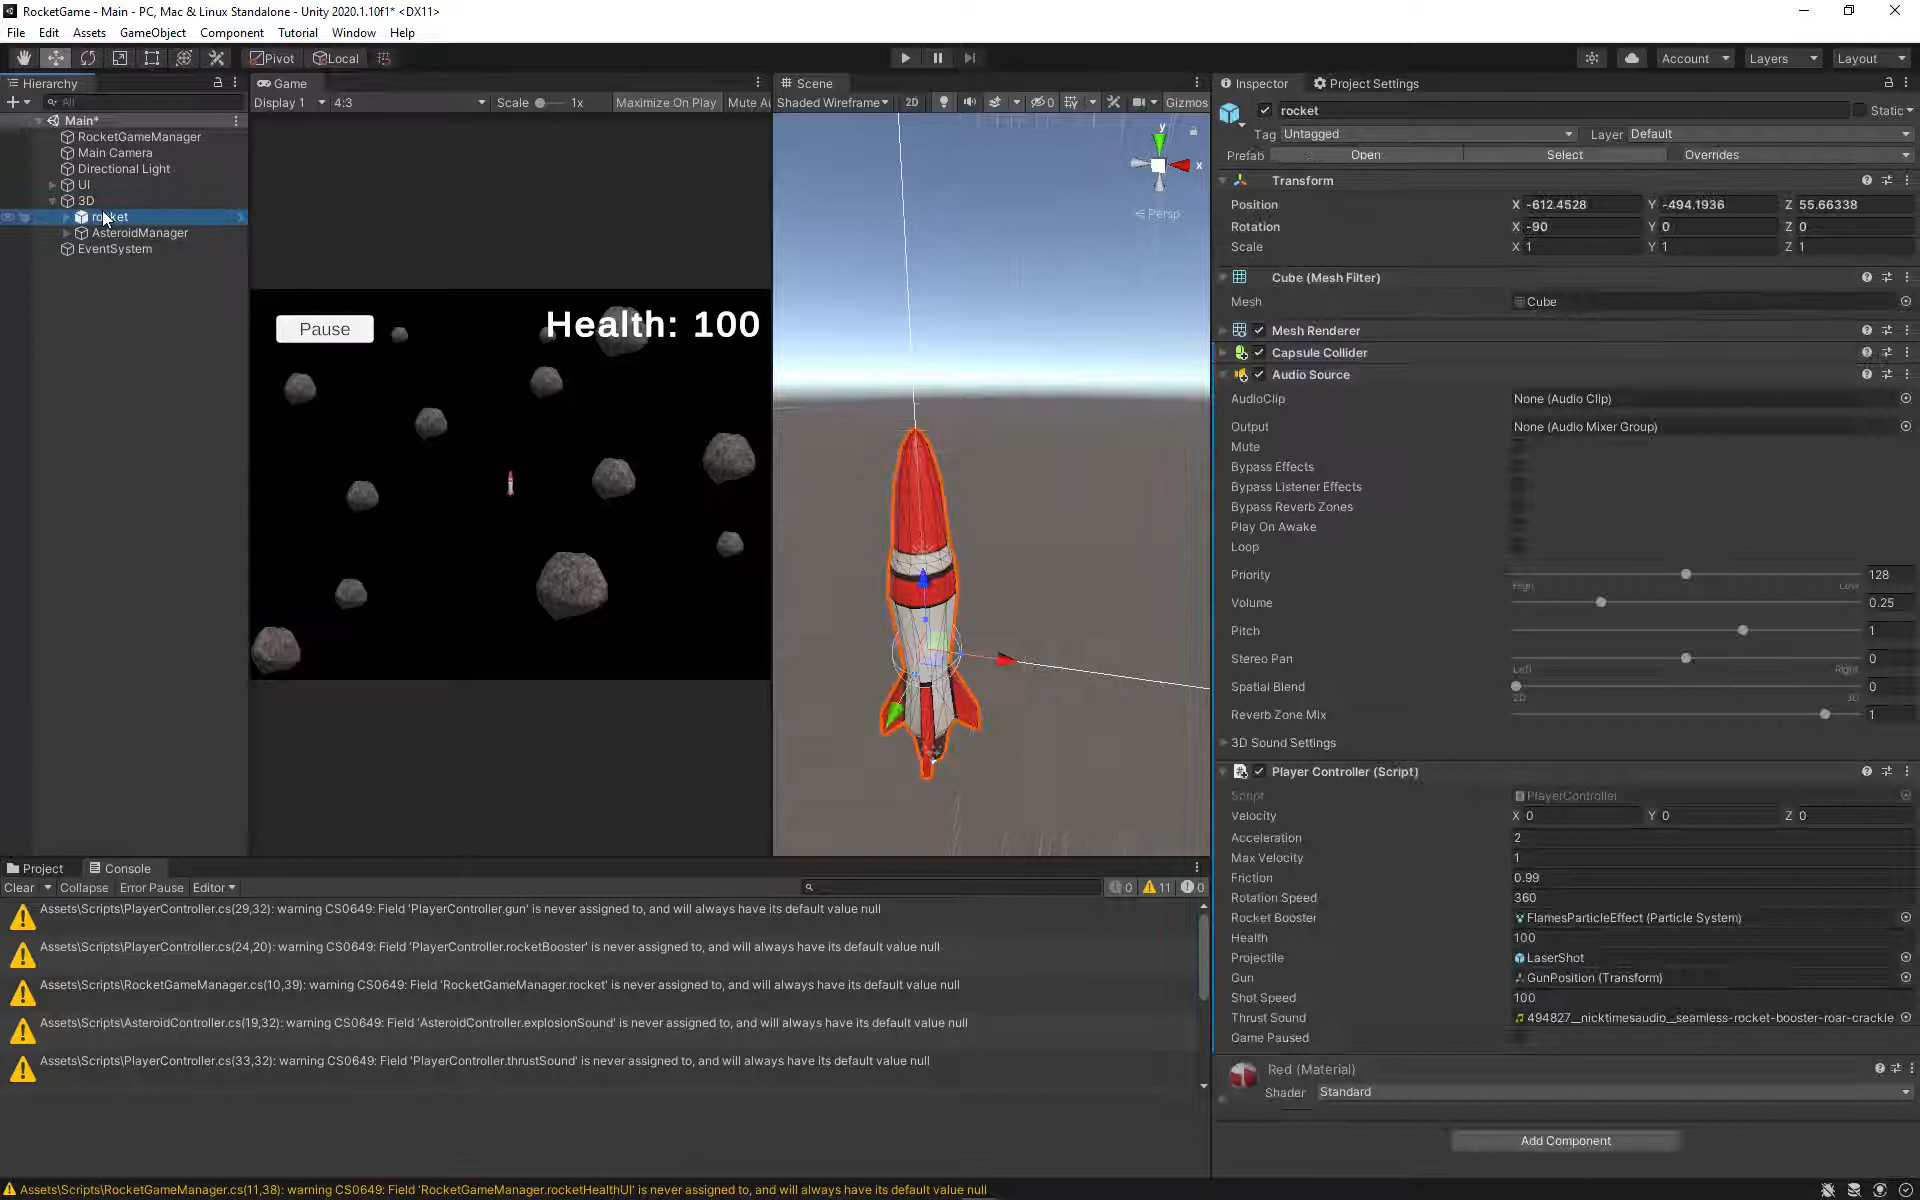 RocketGame - Main - PC, Mac & Linux Standalone - Unity 2020.1.10f1* <DX11>
File Edit Assets GameObject Component Tutorial Window Help
Pivot Local Account Layers Layout
Hierarchy
All
Main*
RocketGameManager
Main Camera
Directional Light
UI
3D
rocket
AsteroidManager
EventSystem
Game
Display 1 4:3 Scale 1x Maximize On Play Mute Au
Pause
Health: 100
Scene
Shaded Wireframe 2D 0 Gizmos
y
x
Persp
Inspector Project Settings
rocket Static
Tag Untagged Layer Default
Prefab Open Select Overrides
Transform
Position X -612.4528 Y -494.1936 Z 55.66338
Rotation X -90 Y 0 Z 0
Scale X 1 Y 1 Z 1
Cube (Mesh Filter)
Mesh Cube
Mesh Renderer
Capsule Collider
Audio Source
AudioClip None (Audio Clip)
Output None (Audio Mixer Group)
Mute
Bypass Effects
Bypass Listener Effects
Bypass Reverb Zones
Play On Awake
Loop
Priority 128
High Low
Volume 0.25
Pitch 1
Stereo Pan 0
Left Right
Spatial Blend 0
2D 3D
Reverb Zone Mix 1
3D Sound Settings
Player Controller (Script)
Script PlayerController
Velocity X 0 Y 0 Z 0
Acceleration 2
Max Velocity 1
Friction 0.99
Rotation Speed 360
Rocket Booster FlamesParticleEffect (Particle System)
Health 100
Projectile LaserShot
Gun GunPosition (Transform)
Shot Speed 100
Thrust Sound 494827__nicktimesaudio__seamless-rocket-booster-roar-crackle
Game Paused
Red (Material)
Shader Standard
Add Component
Project Console
Clear Collapse Error Pause Editor 0 11 0
Assets\Scripts\PlayerController.cs(29,32): warning CS0649: Field 'PlayerController.gun' is never assigned to, and will always have its default value null
Assets\Scripts\PlayerController.cs(24,20): warning CS0649: Field 'PlayerController.rocketBooster' is never assigned to, and will always have its default value null
Assets\Scripts\RocketGameManager.cs(10,39): warning CS0649: Field 'RocketGameManager.rocket' is never assigned to, and will always have its default value null
Assets\Scripts\AsteroidController.cs(19,32): warning CS0649: Field 'AsteroidController.explosionSound' is never assigned to, and will always have its default value null
Assets\Scripts\PlayerController.cs(33,32): warning CS0649: Field 'PlayerController.thrustSound' is never assigned to, and will always have its default value null
Assets\Scripts\RocketGameManager.cs(11,38): warning CS0649: Field 'RocketGameManager.rocketHealthUI' is never assigned to, and will always have its default value null